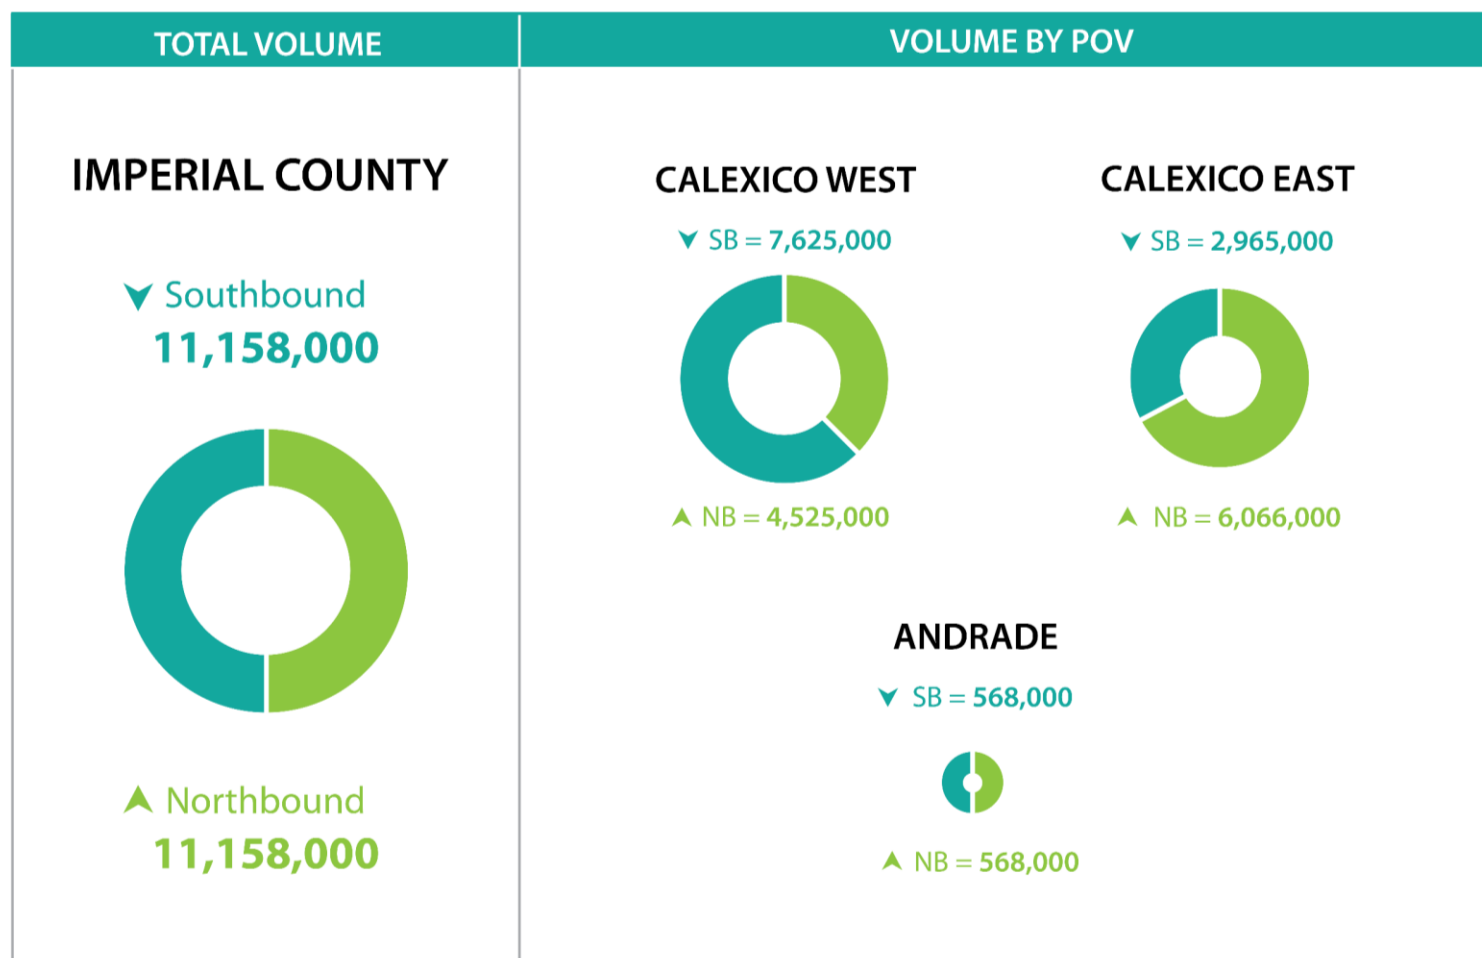 TOTAL VOLUME
VOLUME BY POV
IMPERIAL COUNTY
Southbound
11,158,000
Northbound
11,158,000
CALEXICO WEST
SB = 7,625,000
NB = 4,525,000
CALEXICO EAST
SB = 2,965,000
NB = 6,066,000
ANDRADE
SB = 568,000
NB = 568,000